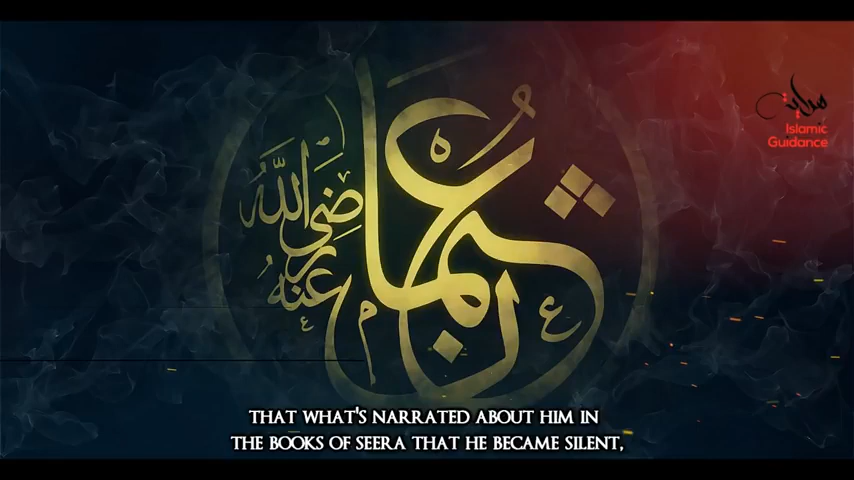 عثمان
رضي الله عنه
هداية
Islamic
Guidance
THAT WHAT'S NARRATED ABOUT HIM IN
THE BOOKS OF SEERA THAT HE BECAME SILENT,